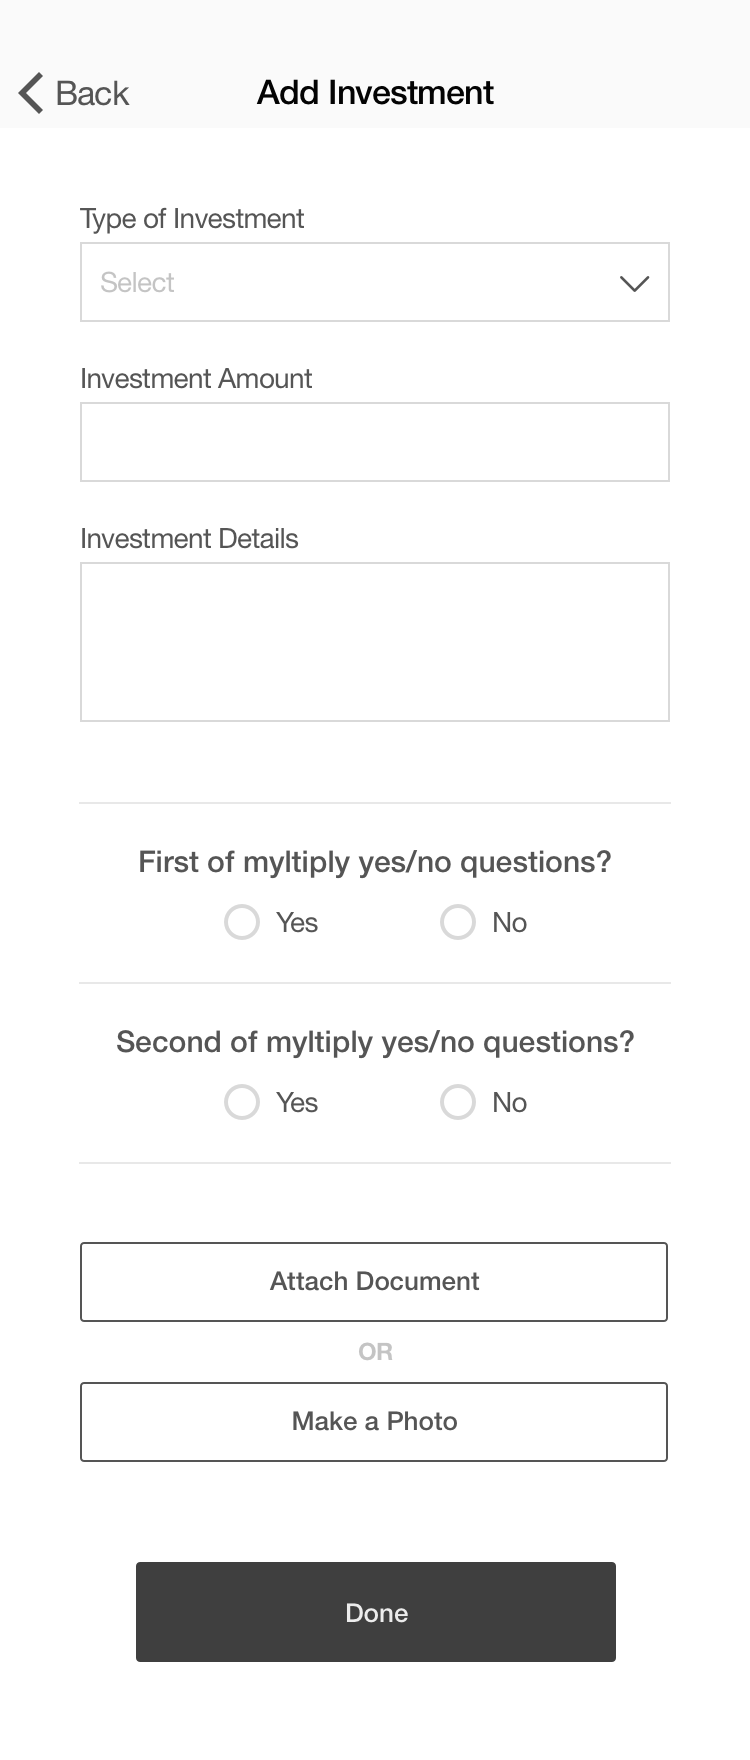 Back
Add Investment
Type of Investment
Select
Investment Amount
Investment Details
First of myltiply yes/no questions?
Yes No
Second of myltiply yes/no questions?
Yes No
Attach Document
OR
Make a Photo
Done